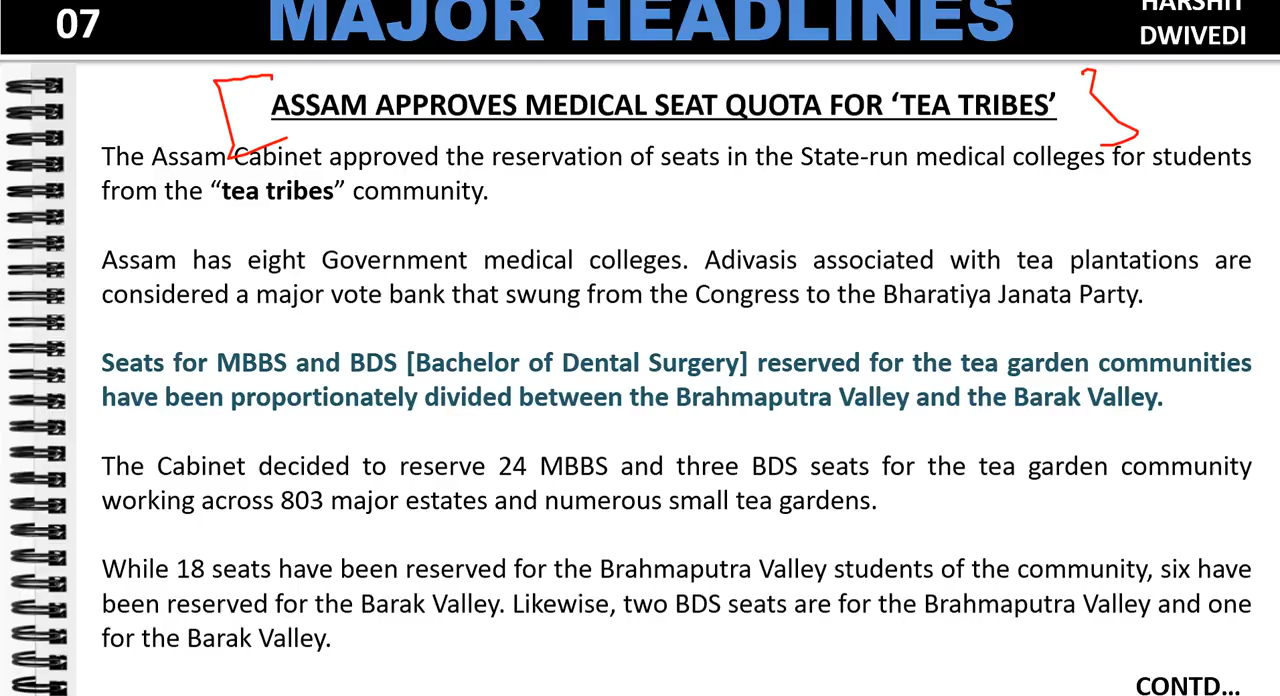 07
MAJOR HEADLINES
HARSHIT
DWIVEDI
ASSAM APPROVES MEDICAL SEAT QUOTA FOR ‘TEA TRIBES’
The Assam Cabinet approved the reservation of seats in the State-run medical colleges for students
from the “tea tribes” community.
Assam has eight Government medical colleges. Adivasis associated with tea plantations are
considered a major vote bank that swung from the Congress to the Bharatiya Janata Party.
Seats for MBBS and BDS [Bachelor of Dental Surgery] reserved for the tea garden communities
have been proportionately divided between the Brahmaputra Valley and the Barak Valley.
The Cabinet decided to reserve 24 MBBS and three BDS seats for the tea garden community
working across 803 major estates and numerous small tea gardens.
While 18 seats have been reserved for the Brahmaputra Valley students of the community, six have
been reserved for the Barak Valley. Likewise, two BDS seats are for the Brahmaputra Valley and one
for the Barak Valley.
CONTD...